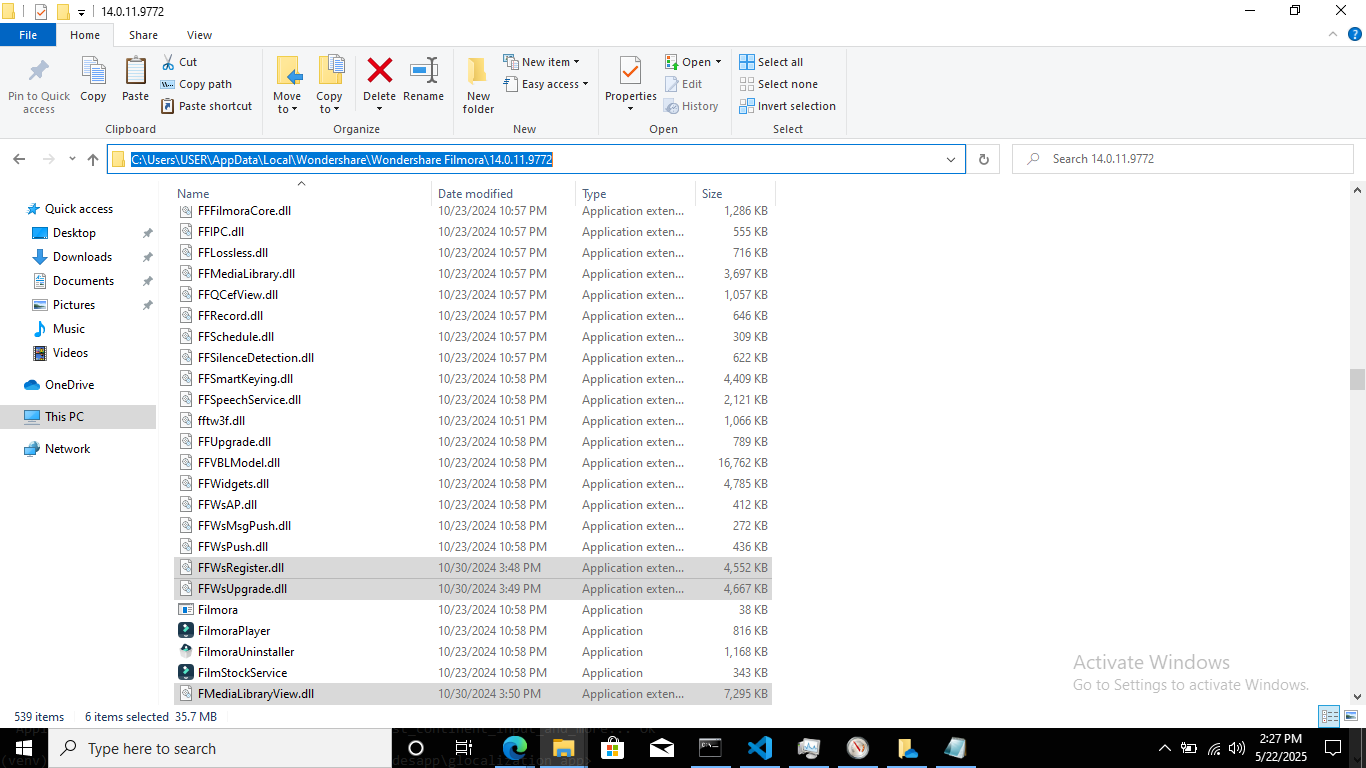 14.0.11.9772
File Home Share View
Pin to Quick access
Copy
Paste
Cut
Copy path
Paste shortcut
Clipboard
Move to
Copy to
Delete
Rename
Organize
New folder
New item
Easy access
New
Properties
Open
Edit
History
Open
Select all
Select none
Invert selection
Select
C:\Users\USER\AppData\Local\Wondershare\Wondershare Filmora\14.0.11.9772
Search 14.0.11.9772
Quick access
Desktop
Downloads
Documents
Pictures
Music
Videos
OneDrive
This PC
Network
Name Date modified Type Size
FFFilmoraCore.dll 10/23/2024 10:57 PM Application exten... 1,286 KB
FFIPC.dll 10/23/2024 10:57 PM Application exten... 555 KB
FFLossless.dll 10/23/2024 10:57 PM Application exten... 716 KB
FFMediaLibrary.dll 10/23/2024 10:57 PM Application exten... 3,697 KB
FFQCefView.dll 10/23/2024 10:57 PM Application exten... 1,057 KB
FFRecord.dll 10/23/2024 10:57 PM Application exten... 646 KB
FFSchedule.dll 10/23/2024 10:57 PM Application exten... 309 KB
FFSilenceDetection.dll 10/23/2024 10:57 PM Application exten... 622 KB
FFSmartKeying.dll 10/23/2024 10:58 PM Application exten... 4,409 KB
FFSpeechService.dll 10/23/2024 10:58 PM Application exten... 2,121 KB
fftw3f.dll 10/23/2024 10:51 PM Application exten... 1,066 KB
FFUpgrade.dll 10/23/2024 10:58 PM Application exten... 789 KB
FFVBLModel.dll 10/23/2024 10:58 PM Application exten... 16,762 KB
FFWidgets.dll 10/23/2024 10:58 PM Application exten... 4,785 KB
FFWsAP.dll 10/23/2024 10:58 PM Application exten... 412 KB
FFWsMsgPush.dll 10/23/2024 10:58 PM Application exten... 272 KB
FFWsPush.dll 10/23/2024 10:58 PM Application exten... 436 KB
FFWsRegister.dll 10/30/2024 3:48 PM Application exten... 4,552 KB
FFWsUpgrade.dll 10/30/2024 3:49 PM Application exten... 4,667 KB
Filmora 10/23/2024 10:58 PM Application 38 KB
FilmoraPlayer 10/23/2024 10:58 PM Application 816 KB
FilmoraUninstaller 10/23/2024 10:58 PM Application 1,168 KB
FilmStockService 10/23/2024 10:58 PM Application 343 KB
FMediaLibraryView.dll 10/30/2024 3:50 PM Application exten... 7,295 KB
Activate Windows
Go to Settings to activate Windows.
539 items 6 items selected 35.7 MB
Type here to search
2:27 PM
5/22/2025